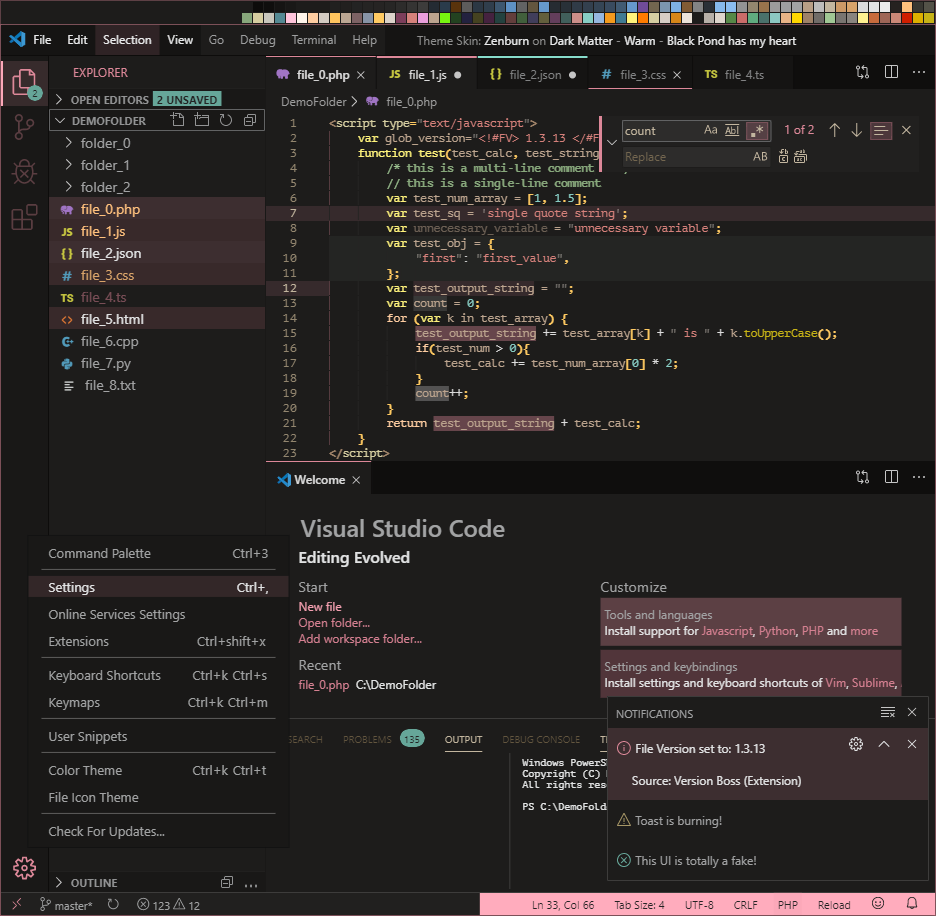 File Edit Selection View Go Debug Terminal Help Theme Skin: Zenburn on Dark Matter - Warm - Black Pond has my heart
EXPLORER
2
OPEN EDITORS 2 UNSAVED
DEMOFOLDER
folder_0
folder_1
folder_2
file_0.php
JS file_1.js
{} file_2.json
# file_3.css
TS file_4.ts
<> file_5.html
file_6.cpp
file_7.py
file_8.txt
file_0.php JS file_1.js {} file_2.json # file_3.css TS file_4.ts
DemoFolder > file_0.php
count Aa Abl .* 1 of 2
Replace AB
1 <script type="text/javascript">
2 var glob_version="<!#FV> 1.3.13 </#F
3 function test(test_calc, test_string
4 /* this is a multi-line comment
5 // this is a single-line comment
6 var test_num_array = [1, 1.5];
7 var test_sq = 'single quote string';
8 var unnecessary_variable = "unnecessary variable";
9 var test_obj = {
10 "first": "first_value",
11 };
12 var test_output_string = "";
13 var count = 0;
14 for (var k in test_array) {
15 test_output_string += test_array[k] + " is " + k.toUpperCase();
16 if(test_num > 0){
17 test_calc += test_num_array[0] * 2;
18 }
19 count++;
20 }
21 return test_output_string + test_calc;
22 }
23 </script>
Welcome
Visual Studio Code
Editing Evolved
Start
New file
Open folder...
Add workspace folder...
Recent
file_0.php C:\DemoFolder
Customize
Tools and languages
Install support for Javascript, Python, PHP and more
Settings and keybindings
Install settings and keyboard shortcuts of Vim, Sublime,
Command Palette Ctrl+3
Settings Ctrl+,
Online Services Settings
Extensions Ctrl+shift+x
Keyboard Shortcuts Ctrl+k Ctrl+s
Keymaps Ctrl+k Ctrl+m
User Snippets
Color Theme Ctrl+k Ctrl+t
File Icon Theme
Check For Updates...
SEARCH PROBLEMS 135 OUTPUT DEBUG CONSOLE
Windows PowerS
Copyright (C)
All rights rese
PS C:\DemoFold
NOTIFICATIONS
File Version set to: 1.3.13
Source: Version Boss (Extension)
Toast is burning!
This UI is totally a fake!
OUTLINE
master* 123 12 Ln 33, Col 66 Tab Size: 4 UTF-8 CRLF PHP Reload